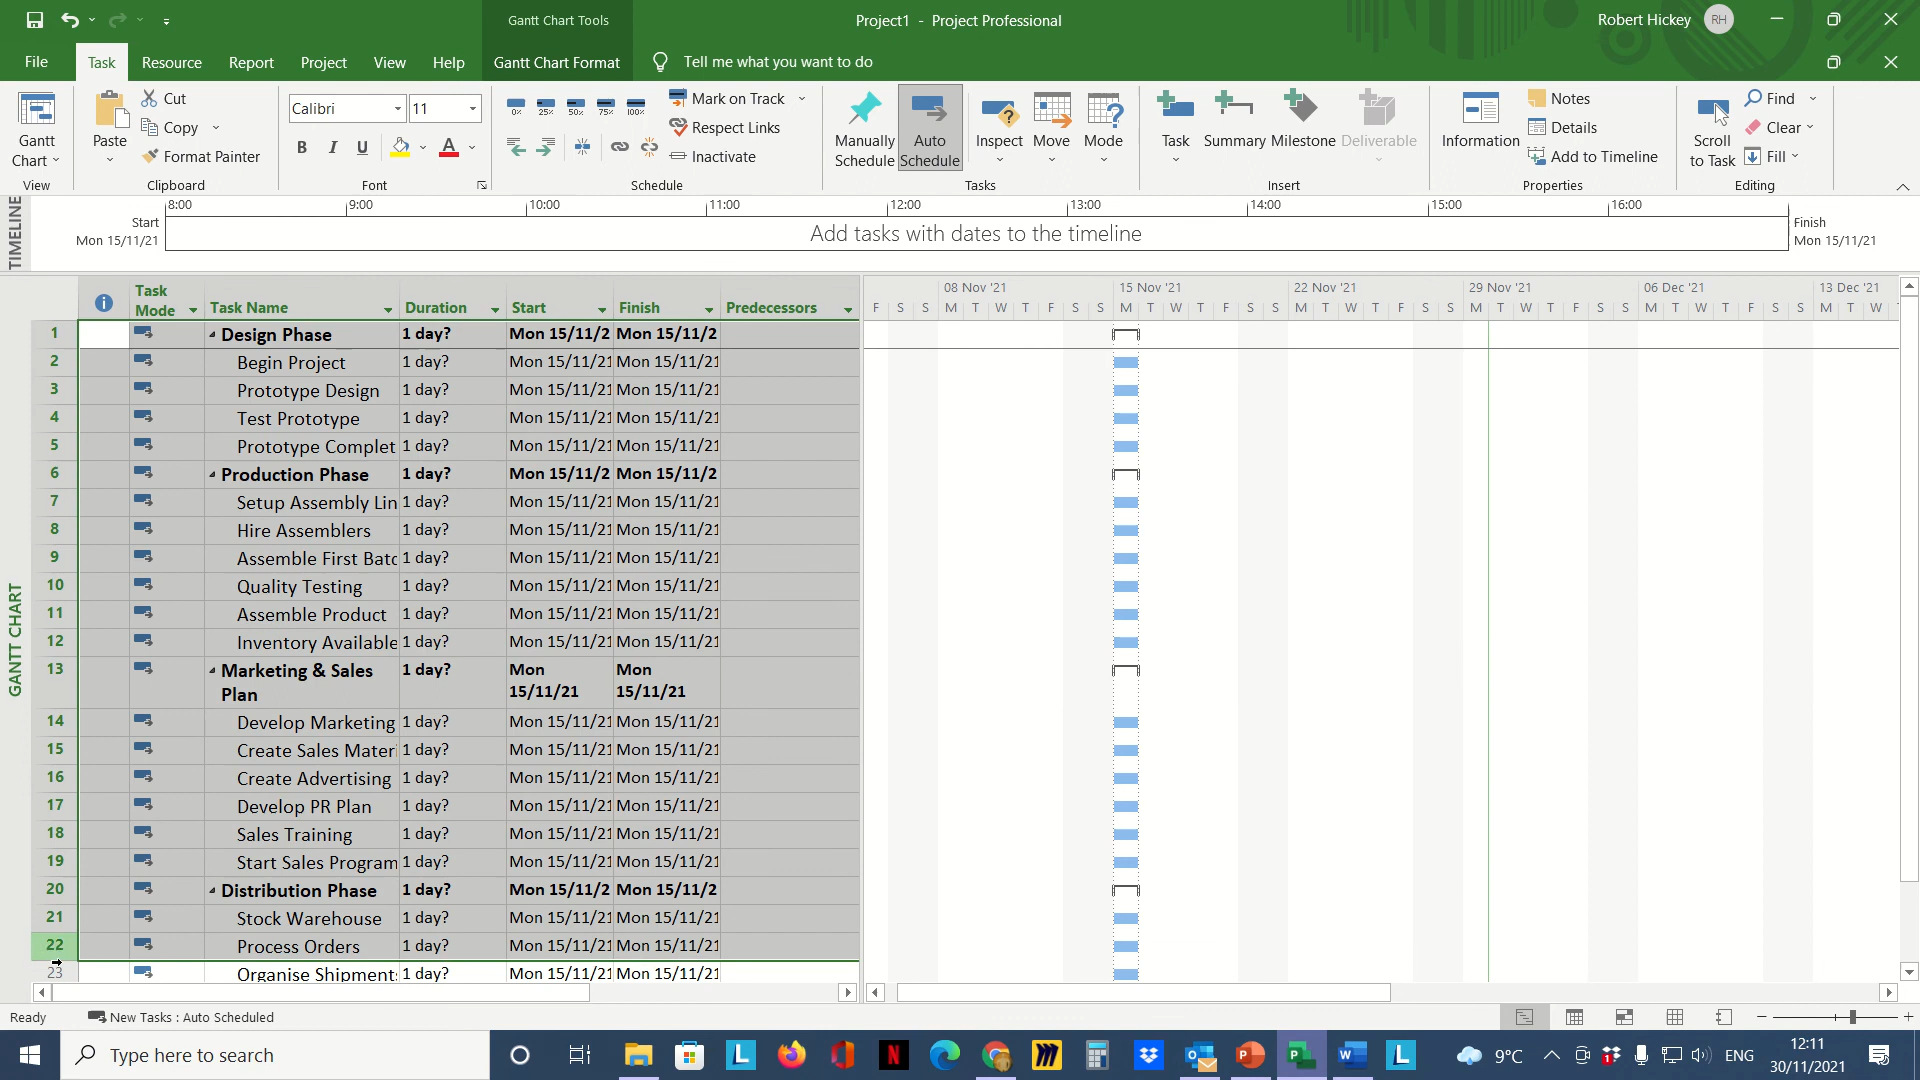 Gantt Chart Tools
Project1 - Project Professional
Robert Hickey
RH
File
Task
Resource
Report
Project
View
Help
Gantt Chart Format
Tell me what you want to do
Gantt
Chart
View
Paste
Cut
Copy
Format Painter
Clipboard
Calibri
11
B I U A
Font
0% 25% 50% 75% 100%
Mark on Track
Respect Links
Inactivate
Schedule
Manually
Schedule
Auto
Schedule
Inspect
Move
Mode
Tasks
Task
Summary
Milestone
Deliverable
Insert
Information
Notes
Details
Add to Timeline
Properties
Scroll
to Task
Find
Clear
Fill
Editing
TIMELINE
8:00 9:00 10:00 11:00 12:00 13:00 14:00 15:00 16:00
Start
Mon 15/11/21
Add tasks with dates to the timeline
Finish
Mon 15/11/21
GANTT CHART
Task
Mode
Task Name
Duration
Start
Finish
Predecessors
08 Nov '21 15 Nov '21 22 Nov '21 29 Nov '21 06 Dec '21 13 Dec '21
F S S M T W T F S S M T W T F S S M T W T F S S M T W T F S S M T W T F S S M T W
1 Design Phase 1 day? Mon 15/11/2 Mon 15/11/2
2 Begin Project 1 day? Mon 15/11/21 Mon 15/11/21
3 Prototype Design 1 day? Mon 15/11/21 Mon 15/11/21
4 Test Prototype 1 day? Mon 15/11/21 Mon 15/11/21
5 Prototype Complet 1 day? Mon 15/11/21 Mon 15/11/21
6 Production Phase 1 day? Mon 15/11/2 Mon 15/11/2
7 Setup Assembly Lin 1 day? Mon 15/11/21 Mon 15/11/21
8 Hire Assemblers 1 day? Mon 15/11/21 Mon 15/11/21
9 Assemble First Batc 1 day? Mon 15/11/21 Mon 15/11/21
10 Quality Testing 1 day? Mon 15/11/21 Mon 15/11/21
11 Assemble Product 1 day? Mon 15/11/21 Mon 15/11/21
12 Inventory Available 1 day? Mon 15/11/21 Mon 15/11/21
13 Marketing & Sales 1 day? Mon Mon
Plan 15/11/21 15/11/21
14 Develop Marketing 1 day? Mon 15/11/21 Mon 15/11/21
15 Create Sales Materi 1 day? Mon 15/11/21 Mon 15/11/21
16 Create Advertising 1 day? Mon 15/11/21 Mon 15/11/21
17 Develop PR Plan 1 day? Mon 15/11/21 Mon 15/11/21
18 Sales Training 1 day? Mon 15/11/21 Mon 15/11/21
19 Start Sales Program 1 day? Mon 15/11/21 Mon 15/11/21
20 Distribution Phase 1 day? Mon 15/11/2 Mon 15/11/2
21 Stock Warehouse 1 day? Mon 15/11/21 Mon 15/11/21
22 Process Orders 1 day? Mon 15/11/21 Mon 15/11/21
23 Organise Shipment 1 day? Mon 15/11/21 Mon 15/11/21
Ready
New Tasks : Auto Scheduled
Type here to search
9°C
ENG
12:11
30/11/2021